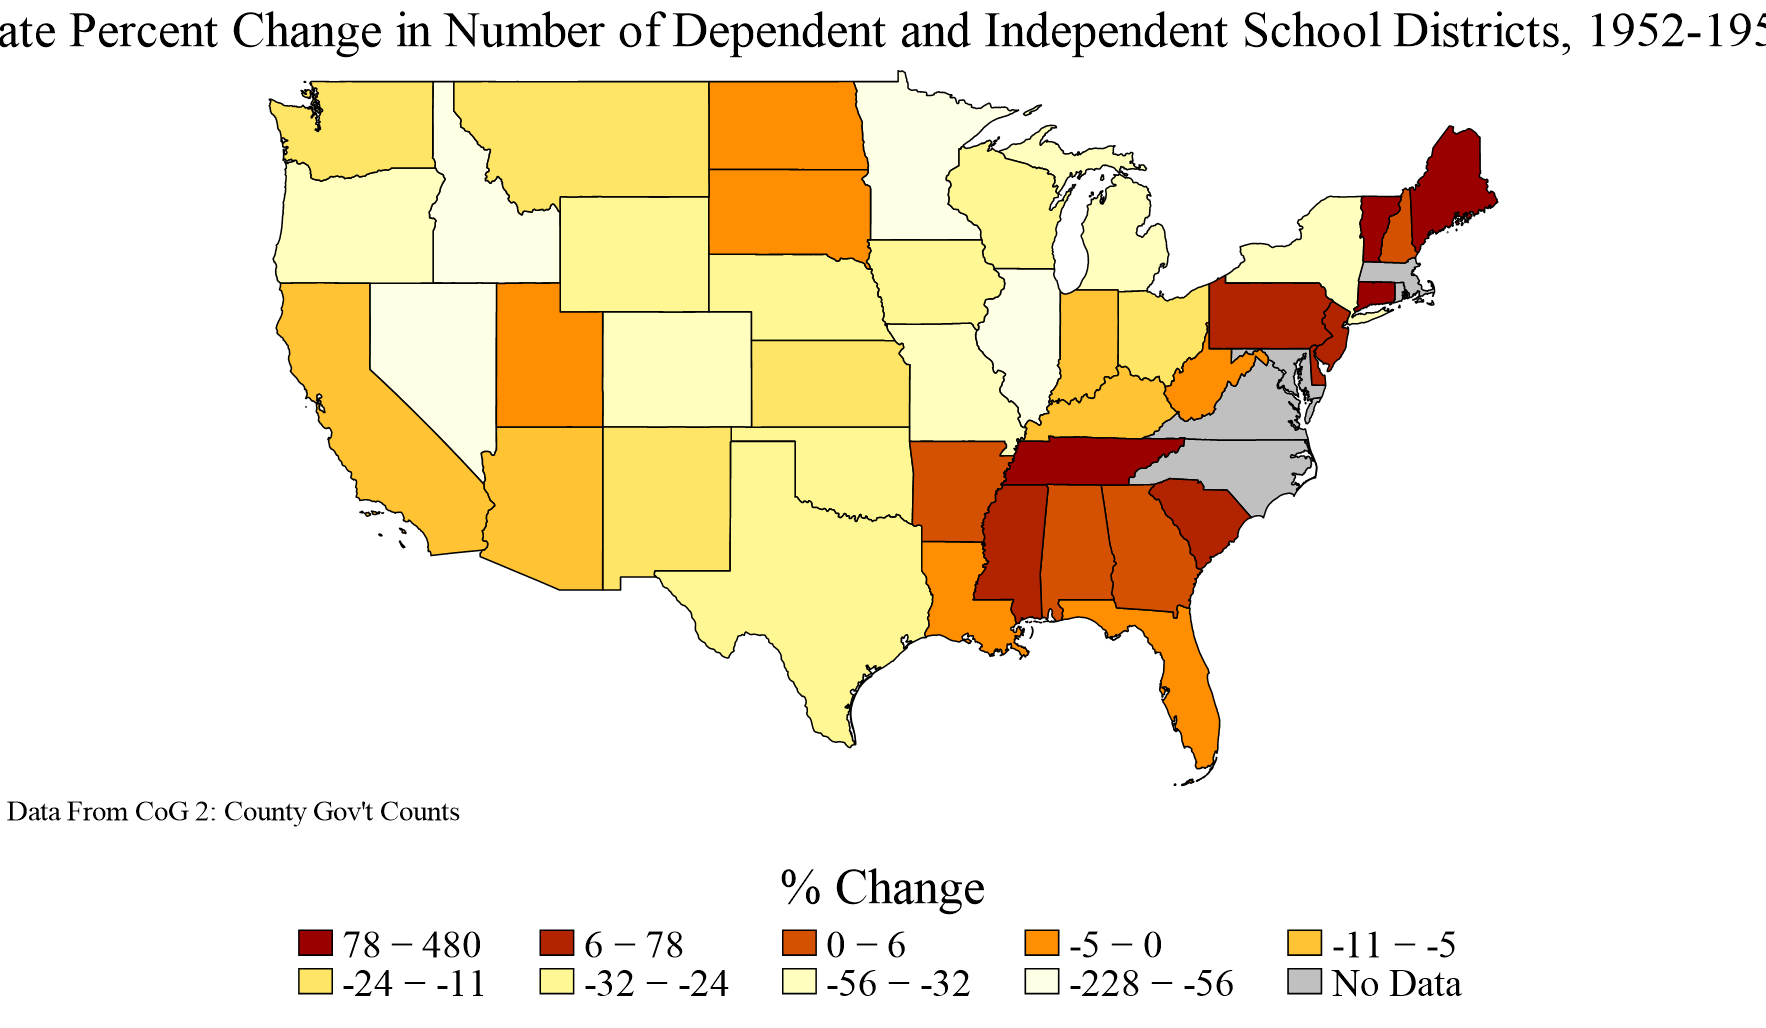 ate Percent Change in Number of Dependent and Independent School Districts, 1952-195
Data From CoG 2: County Gov't Counts
% Change
78 − 480 6 − 78 0 − 6 -5 − 0 -11 − -5
-24 − -11 -32 − -24 -56 − -32 -228 − -56 No Data